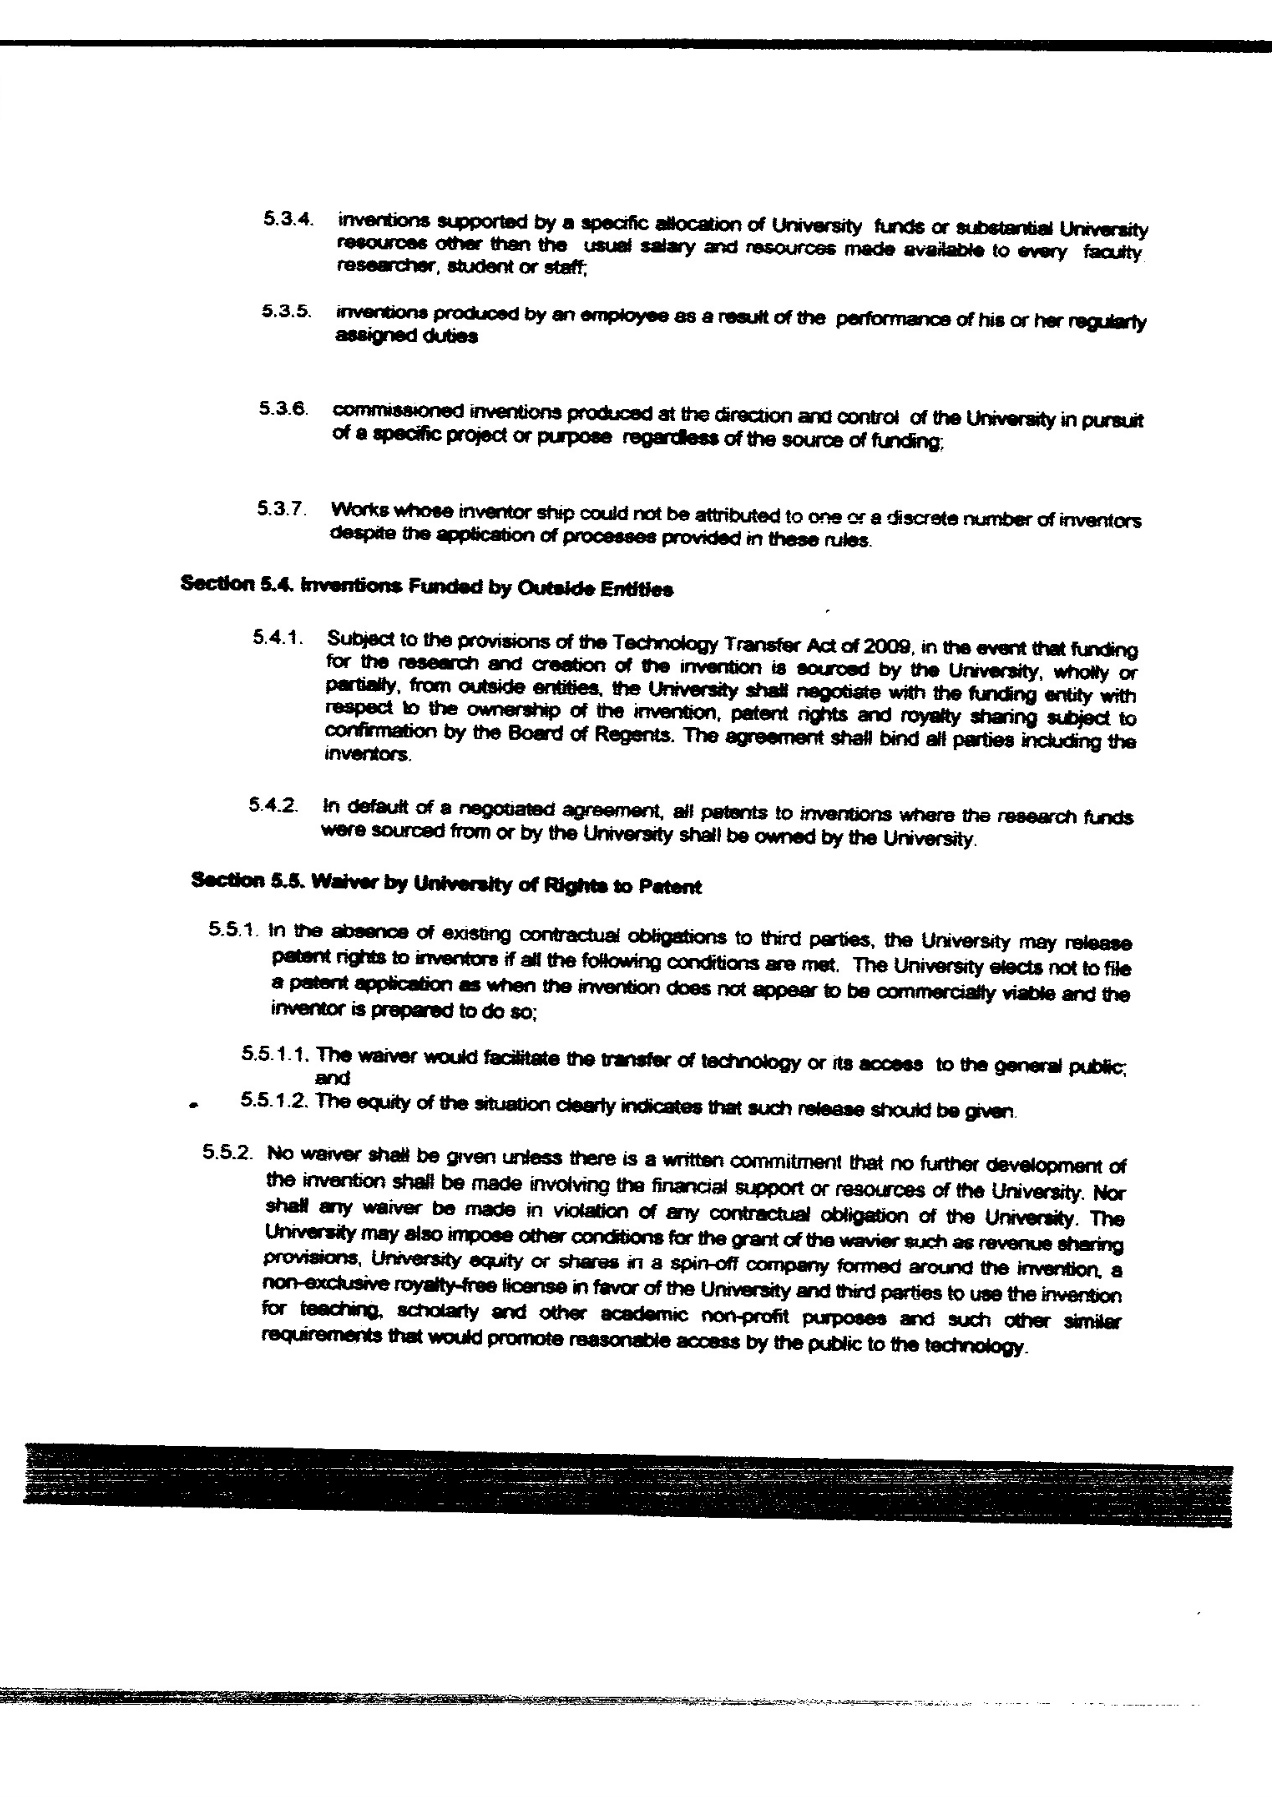 5.3.4. inventions supported by a specific allocation of University funds or substantial University
resources other then the usual salary and resources made available to every faculty
researcher, student or staff;
5.3.5. inventions produced by an employee as a result of the performance of his or her regularly
assigned duties
5.3.6. commissioned inventions produced at the direction and control of the University in pursuit
of a specific project or purpose regardless of the source of funding;
5.3.7. Works whose inventor ship could not be attributed to one or a discrete number of inventors
despite the application of processes provided in these rules.
Section 5.4. Inventions Funded by Outside Entities
5.4.1. Subject to the provisions of the Technology Transfer Act of 2009, in the event that funding
for the research and creation of the invention is sourced by the University, wholly or
partially, from outside entities, the University shall negotiate with the funding entity with
respect to the ownership of the invention, patent rights and royalty sharing subject to
confirmation by the Board of Regents. The agreement shall bind all parties including the
inventors.
5.4.2. In default of a negotiated agreement, all patents to inventions where the research funds
were sourced from or by the University shall be owned by the University.
Section 5.5. Waiver by University of Rights to Patent
5.5.1. In the absence of existing contractual obligations to third parties, the University may release
patent rights to inventors if all the following conditions are met. The University elects not to file
a patent application as when the invention does not appear to be commercially viable and the
inventor is prepared to do so;
5.5.1.1. The waiver would facilitate the transfer of technology or its access to the general public;
and
5.5.1.2. The equity of the situation clearly indicates that such release should be given.
5.5.2. No waiver shall be given unless there is a written commitment that no further development of
the invention shall be made involving the financial support or resources of the University. Nor
shall any waiver be made in violation of any contractual obligation of the University. The
University may also impose other conditions for the grant of the wavier such as revenue sharing
provisions, University equity or shares in a spin-off company formed around the invention, a
non-exclusive royalty-free license in favor of the University and third parties to use the invention
for teaching, scholarly and other academic non-profit purposes and such other similar
requirements that would promote reasonable access by the public to the technology.